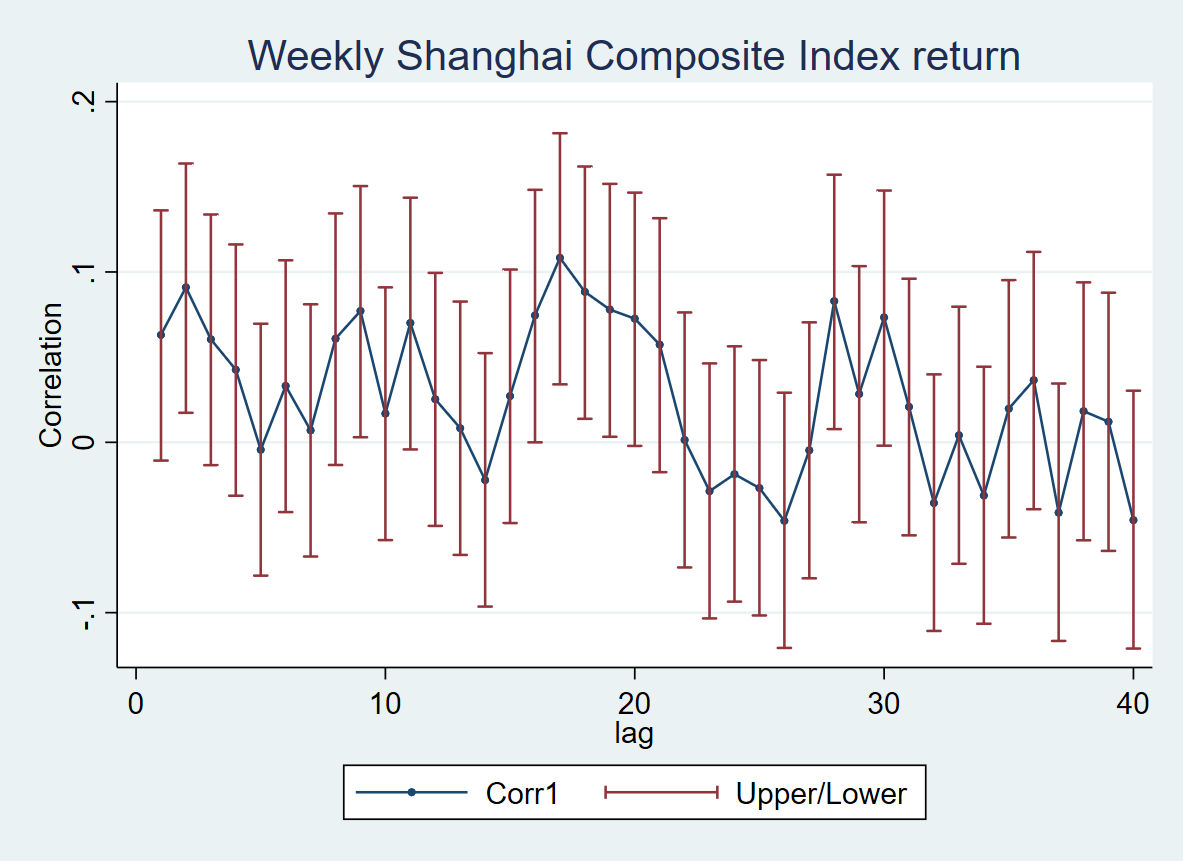 Weekly Shanghai Composite Index return
Correlation
.2
.1
0
-.1
0 10 20 30 40
lag
Corr1 Upper/Lower